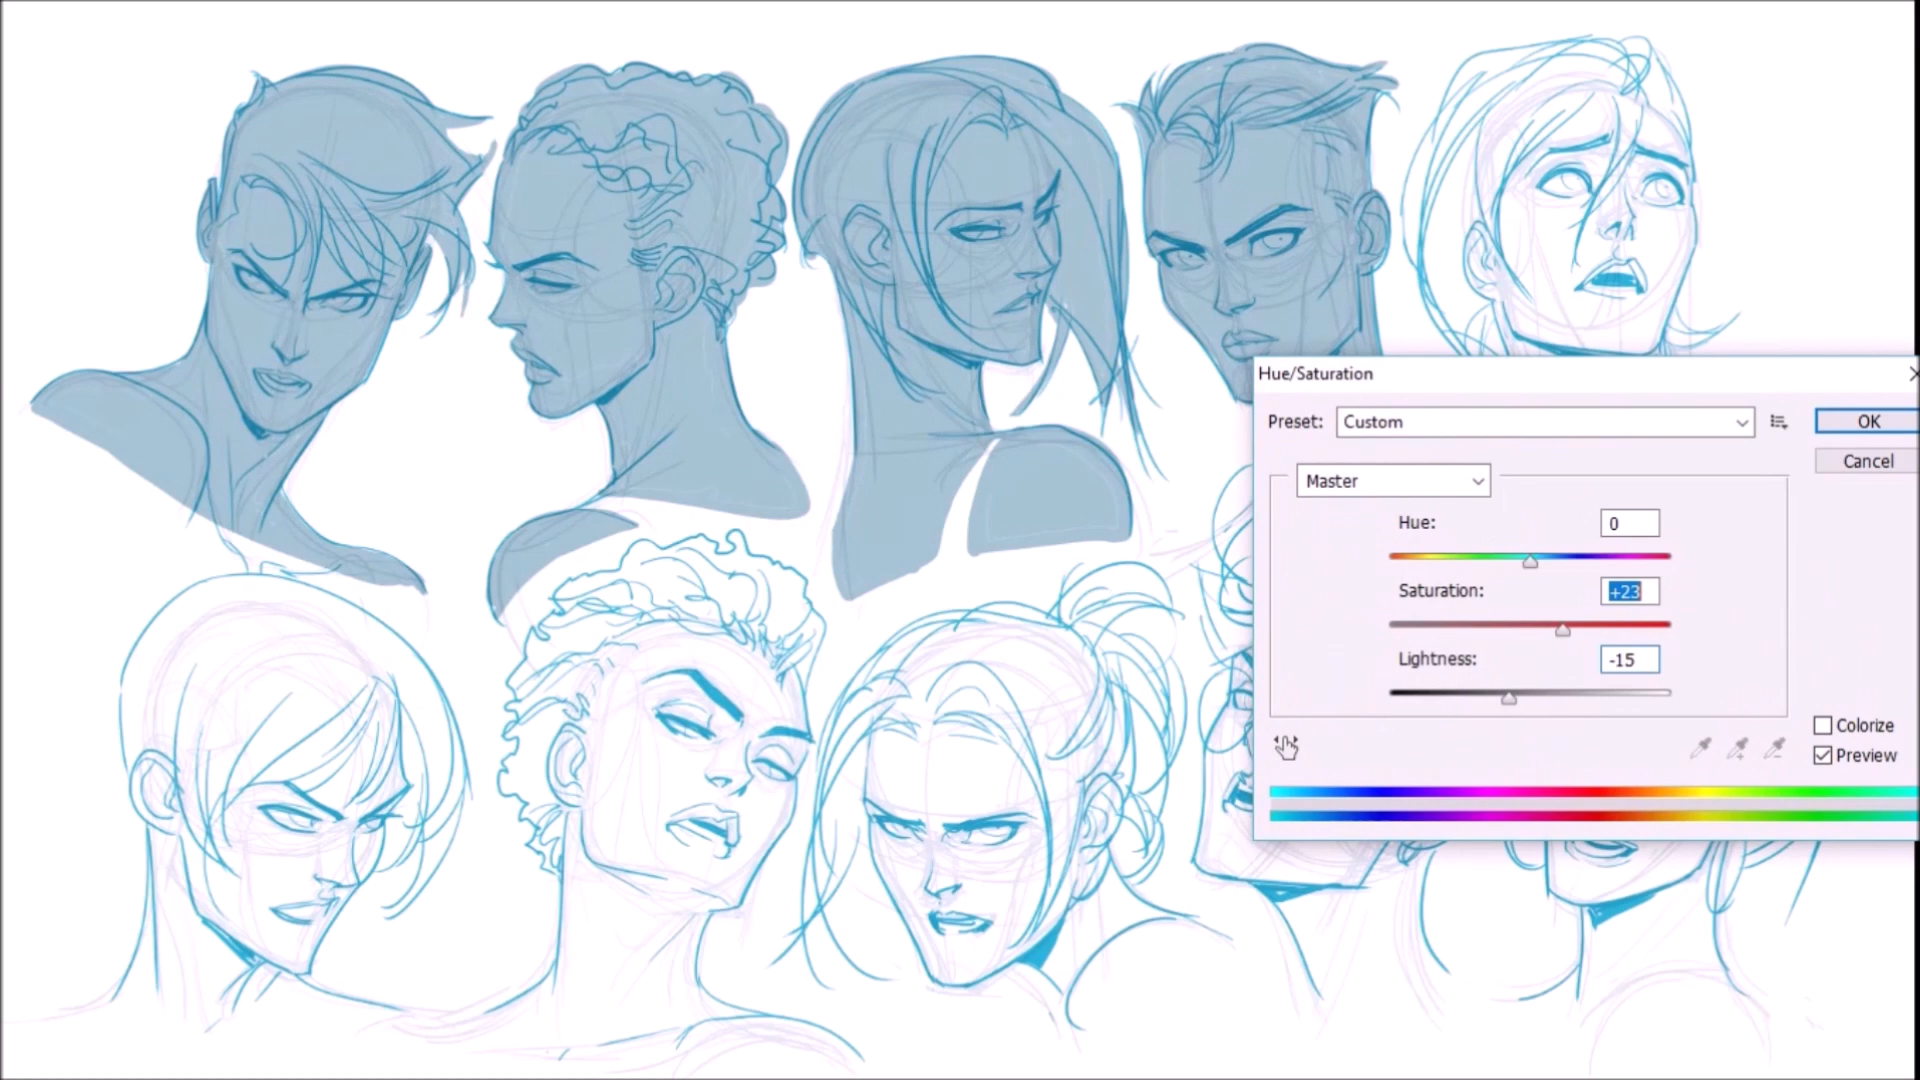 Hue/Saturation
Preset: Custom
OK
Cancel
Master
Hue: 0
Saturation: +23
Lightness: -15
Colorize
Preview